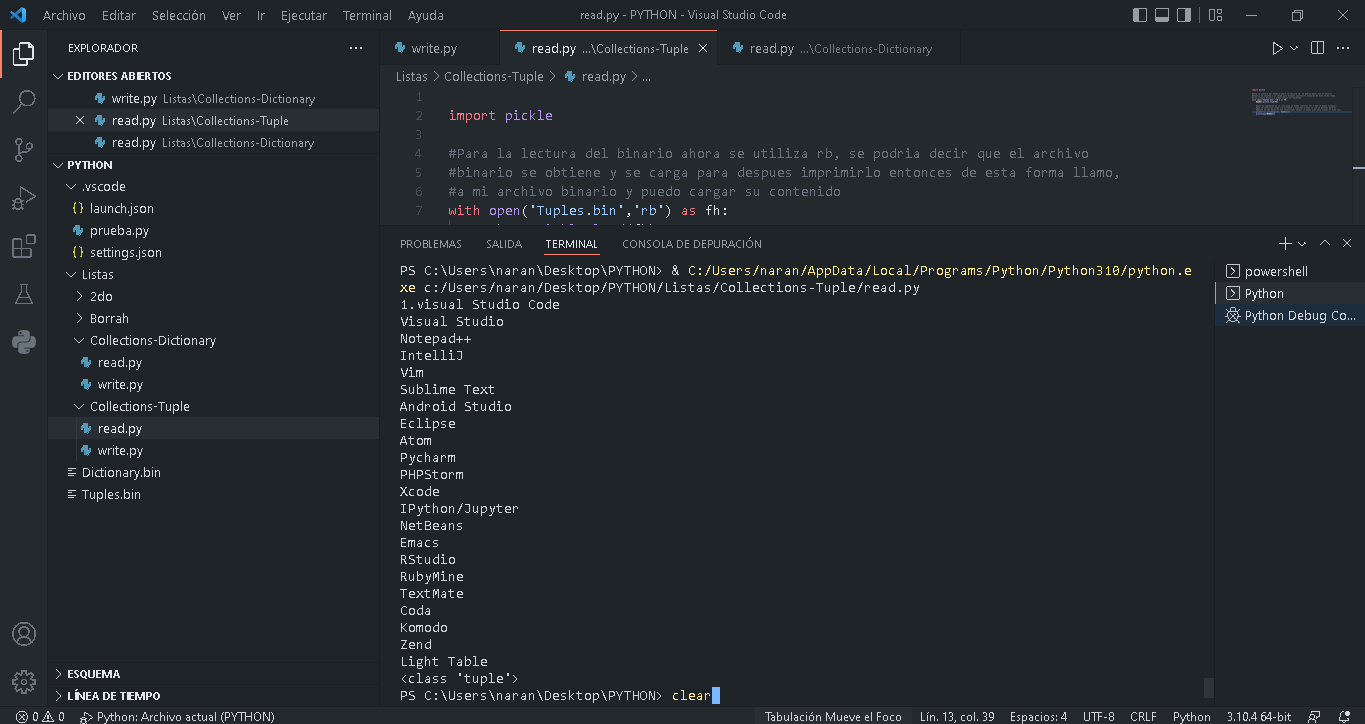 Archivo Editar Selección Ver Ir Ejecutar Terminal Ayuda read.py - PYTHON - Visual Studio Code
EXPLORADOR
EDITORES ABIERTOS
write.py Listas\Collections-Dictionary
read.py Listas\Collections-Tuple
read.py Listas\Collections-Dictionary
PYTHON
.vscode
{} launch.json
prueba.py
{} settings.json
Listas
2do
Borrah
Collections-Dictionary
read.py
write.py
Collections-Tuple
read.py
write.py
Dictionary.bin
Tuples.bin
ESQUEMA
LÍNEA DE TIEMPO
write.py read.py ...\Collections-Tuple read.py ...\Collections-Dictionary
Listas > Collections-Tuple > read.py > ...
1
2 import pickle
3
4 #Para la lectura del binario ahora se utiliza rb, se podria decir que el archivo
5 #binario se obtiene y se carga para despues imprimirlo entonces de esta forma llamo,
6 #a mi archivo binario y puedo cargar su contenido
7 with open('Tuples.bin','rb') as fh:
PROBLEMAS SALIDA TERMINAL CONSOLA DE DEPURACIÓN
PS C:\Users\naran\Desktop\PYTHON> & C:/Users/naran/AppData/Local/Programs/Python/Python310/python.e
xe c:/Users/naran/Desktop/PYTHON/Listas/Collections-Tuple/read.py
1.visual Studio Code
Visual Studio
Notepad++
IntelliJ
Vim
Sublime Text
Android Studio
Eclipse
Atom
Pycharm
PHPStorm
Xcode
IPython/Jupyter
NetBeans
Emacs
RStudio
RubyMine
TextMate
Coda
Komodo
Zend
Light Table
<class 'tuple'>
PS C:\Users\naran\Desktop\PYTHON> clear
powershell
Python
Python Debug Co...
0 0 Python: Archivo actual (PYTHON) Tabulación Mueve el Foco Lín. 13, col. 39 Espacios: 4 UTF-8 CRLF Python 3.10.4 64-bit